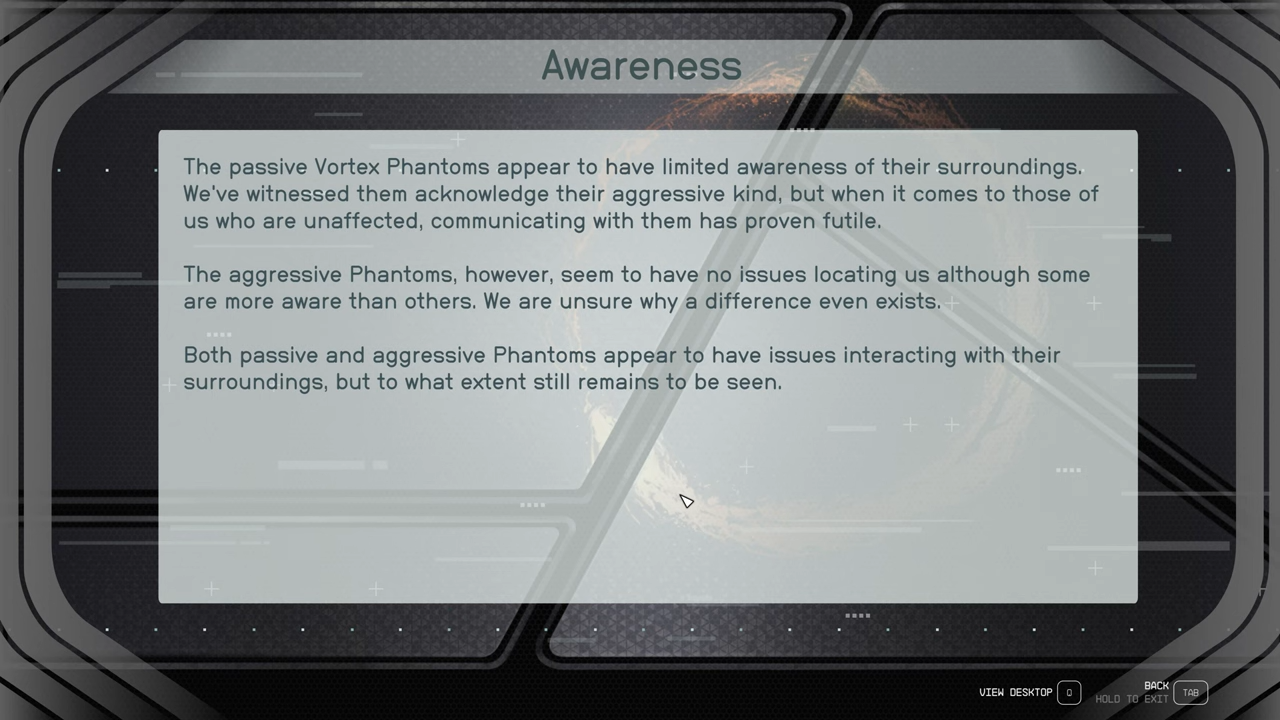 Awareness
The passive Vortex Phantoms appear to have limited awareness of their surroundings.
We've witnessed them acknowledge their aggressive kind, but when it comes to those of
us who are unaffected, communicating with them has proven futile.
The aggressive Phantoms, however, seem to have no issues locating us although some
are more aware than others. We are unsure why a difference even exists.
Both passive and aggressive Phantoms appear to have issues interacting with their
surroundings, but to what extent still remains to be seen.
VIEW DESKTOP Q
BACK
HOLD TO EXIT TAB